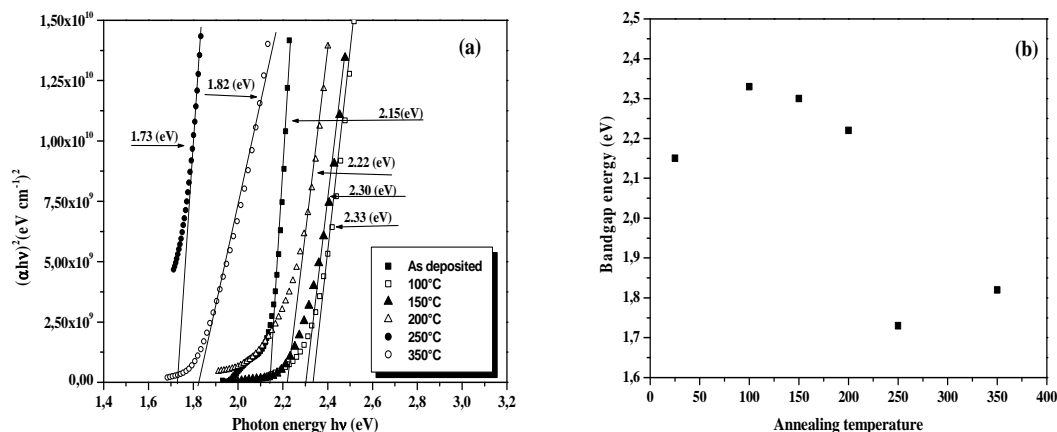 (a)
1,50x10¹⁰
1,25x10¹⁰
1,00x10¹⁰
7,50x10⁹
5,00x10⁹
2,50x10⁹
0,00
(αhν)²(eV cm⁻¹)²
1.82 (eV)
1.73 (eV)
2.15(eV)
2.22 (eV)
2.30(eV)
2.33(eV)
As deposited
100°C
150°C
200°C
250°C
350°C
1,4 1,6 1,8 2,0 2,2 2,4 2,6 2,8 3,0 3,2
Photon energy hν (eV)
(b)
2,5
2,4
2,3
2,2
2,1
2,0
1,9
1,8
1,7
1,6
Bandgap energy (eV)
0 50 100 150 200 250 300 350 400
Annealing temperature